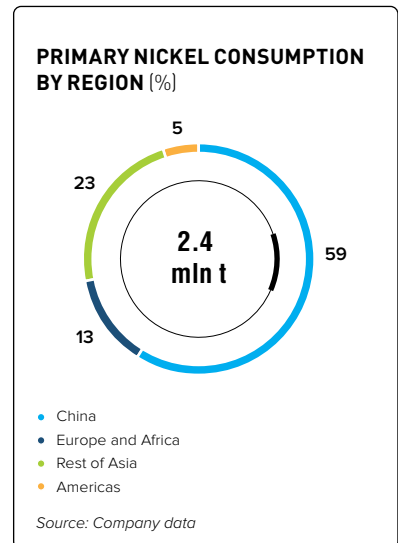 PRIMARY NICKEL CONSUMPTION
BY REGION (%)
5
23
59
2.4
mln t
13
China
Europe and Africa
Rest of Asia
Americas
Source: Company data